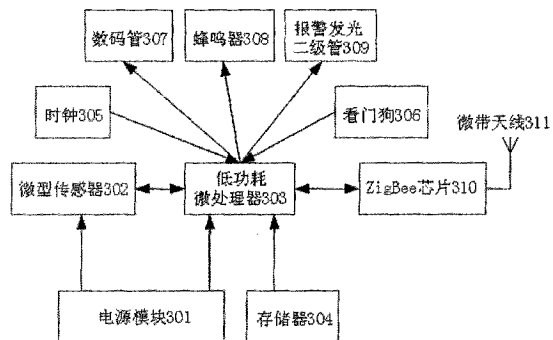 数码管307
蜂鸣器308
报警发光
二级管309
时钟305
看门狗306
微带天线311
微型传感器302
低功耗
微处理器303
ZigBee芯片310
电源模块301
存储器304